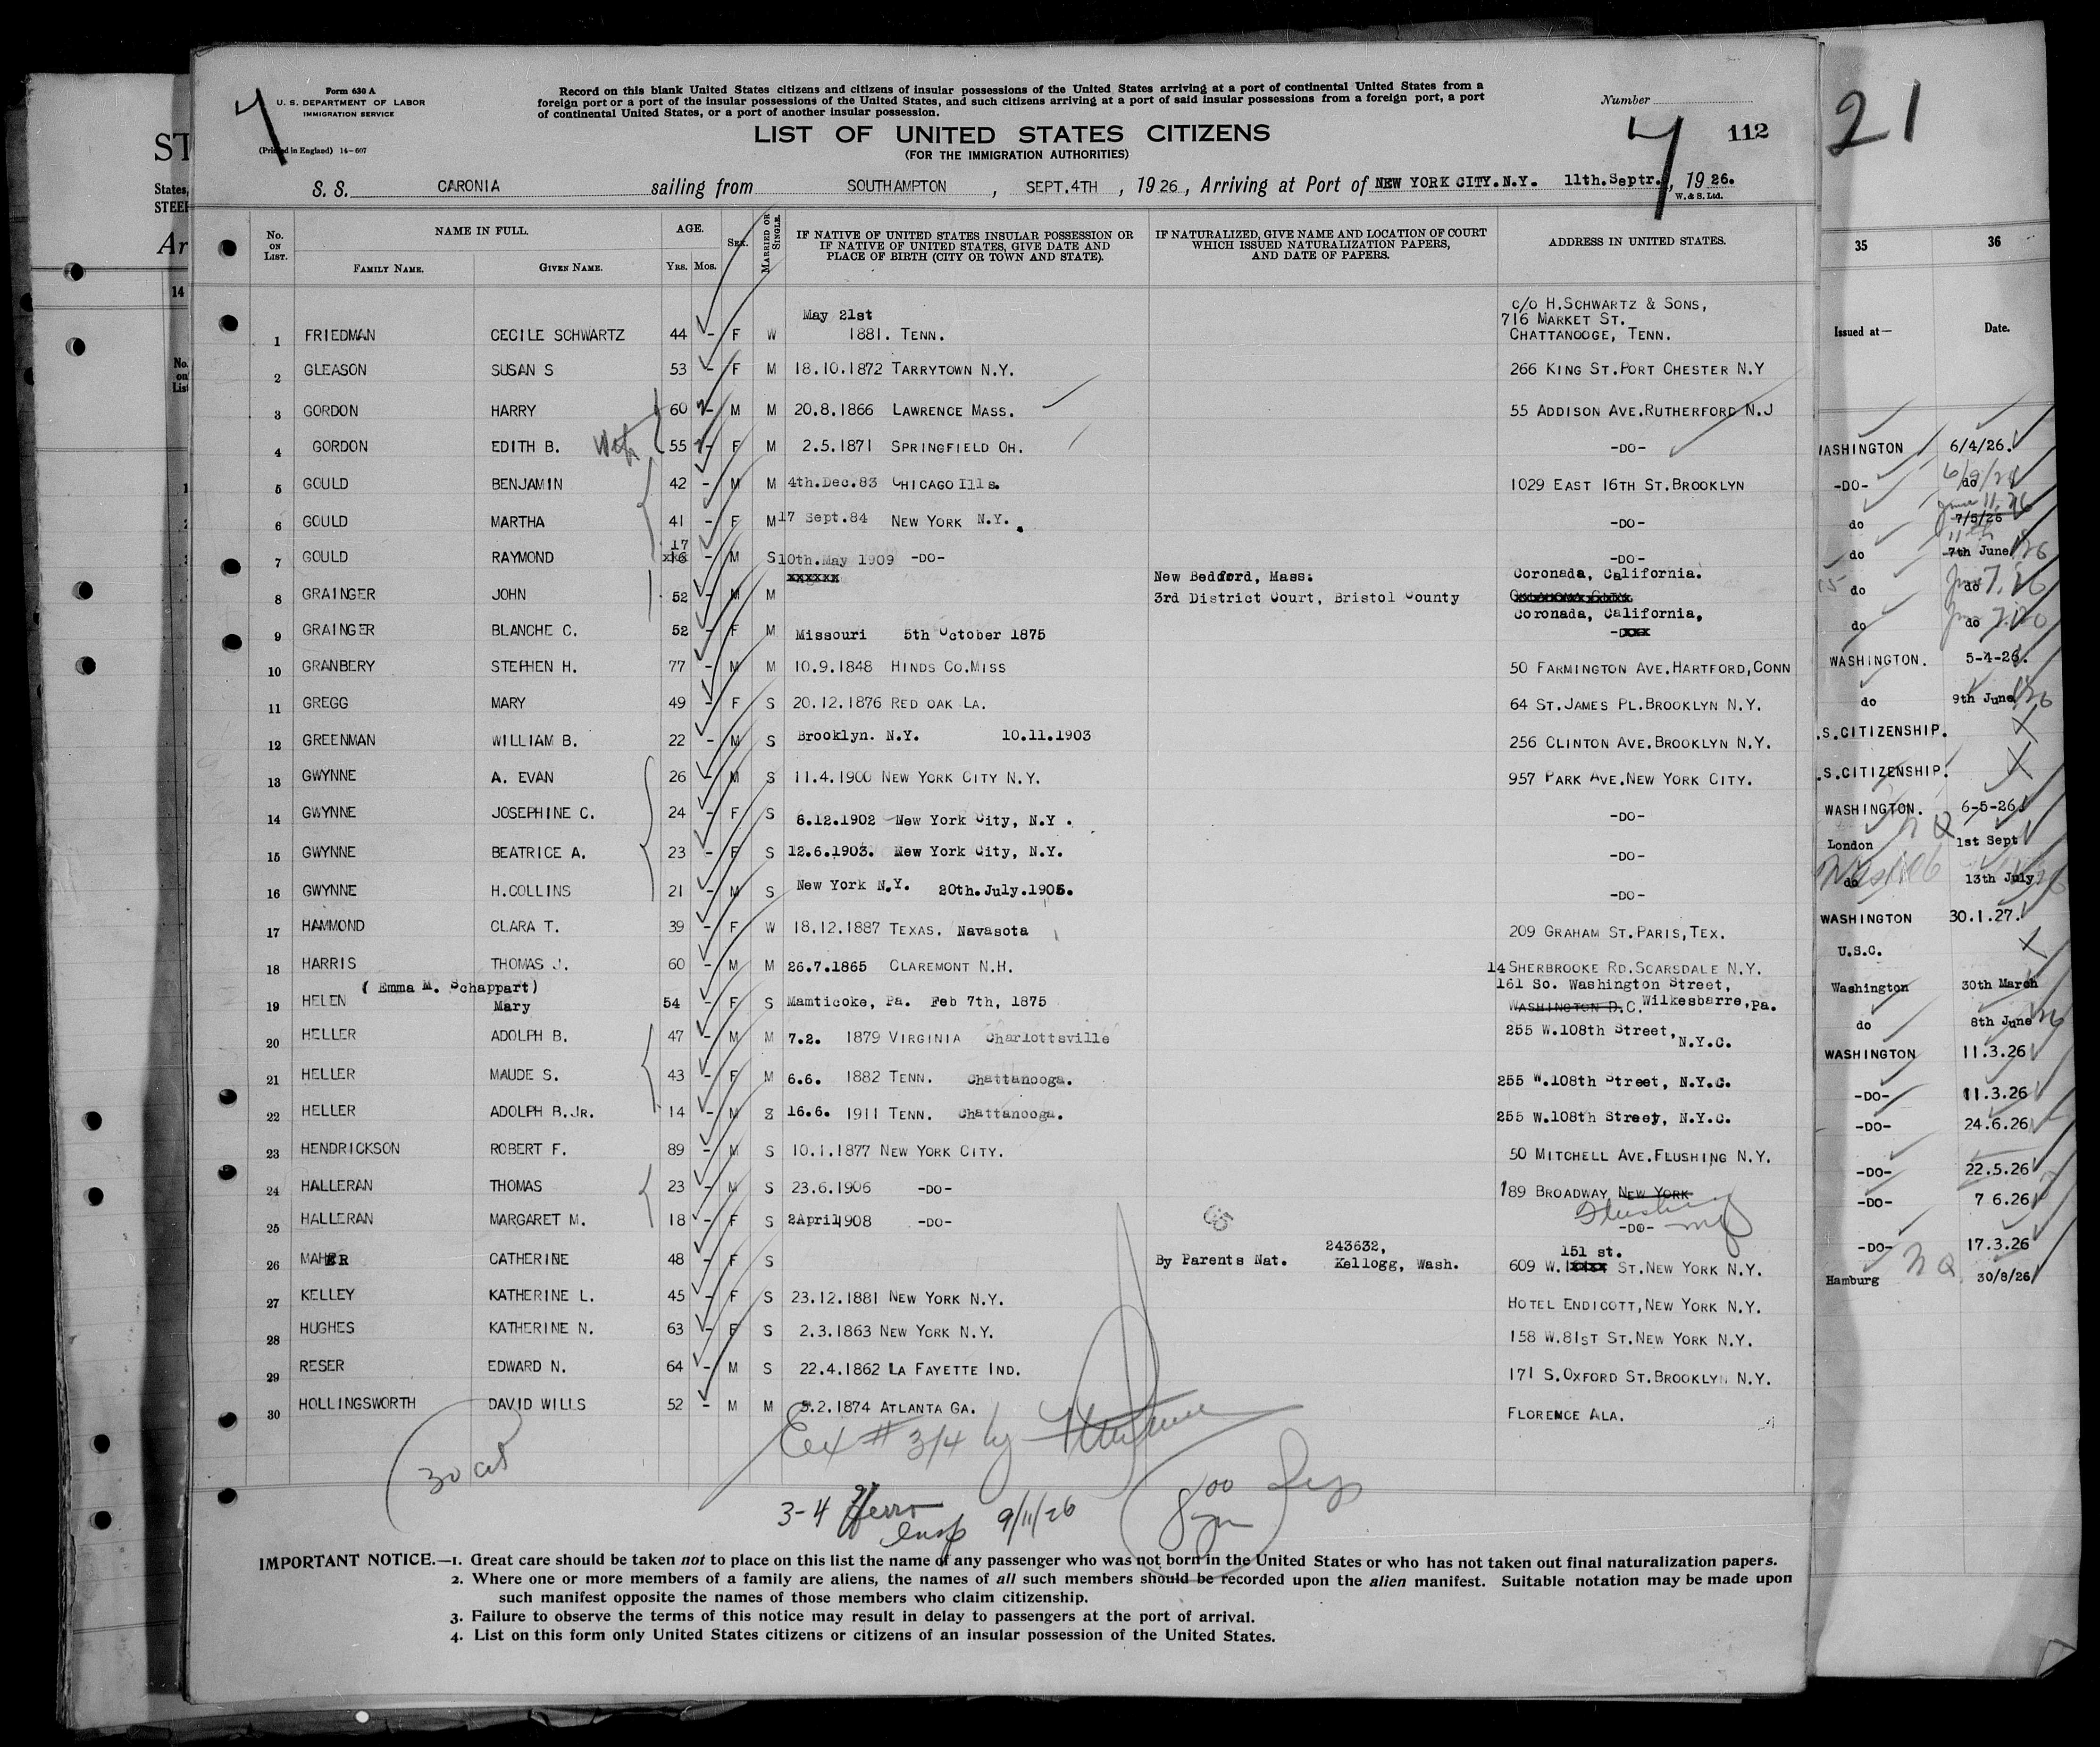 Form 630 A
U. S. DEPARTMENT OF LABOR
IMMIGRATION SERVICE
(Printed in England) 14-607
Record on this blank United States citizens and citizens of insular possessions of the United States arriving at a port of continental United States from a
foreign port or a port of the insular possessions of the United States, and such citizens arriving at a port of said insular possessions from a foreign port, a port
of continental United States, or a port of another insular possession.
Number
7
7
112
21
LIST OF UNITED STATES CITIZENS
(FOR THE IMMIGRATION AUTHORITIES)
S. S. CARONIA sailing from SOUTHAMPTON, SEPT.4TH, 1926, Arriving at Port of NEW YORK CITY.N.Y. 11th.Septr., 1926.
W. & S. Ltd.
No. ON LIST.
NAME IN FULL.
FAMILY NAME. GIVEN NAME.
AGE.
YRS. MOS.
SEX.
MARRIED OR SINGLE.
IF NATIVE OF UNITED STATES INSULAR POSSESSION OR
IF NATIVE OF UNITED STATES, GIVE DATE AND
PLACE OF BIRTH (CITY OR TOWN AND STATE).
IF NATURALIZED, GIVE NAME AND LOCATION OF COURT
WHICH ISSUED NATURALIZATION PAPERS,
AND DATE OF PAPERS.
ADDRESS IN UNITED STATES.
35 36
Issued at— Date.
1 FRIEDMAN CECILE SCHWARTZ 44 - F W May 21st 1881. TENN. c/o H.SCHWARTZ & SONS, 716 MARKET ST. CHATTANOOGE, TENN.
2 GLEASON SUSAN S 53 - F M 18.10.1872 TARRYTOWN N.Y. 266 KING ST.PORT CHESTER N.Y
3 GORDON HARRY 60 - M M 20.8.1866 LAWRENCE MASS. 55 ADDISON AVE.RUTHERFORD N.J
4 GORDON EDITH B. 55 - F M 2.5.1871 SPRINGFIELD OH. -DO-
5 GOULD BENJAMIN 42 - M M 4th.Dec.83 CHICAGO Ills. 1029 EAST 16TH ST.BROOKLYN
6 GOULD MARTHA 41 - F M 17 Sept.84 NEW YORK N.Y. -DO-
7 GOULD RAYMOND 17 - M S 10th.May 1909 -DO- -DO-
8 GRAINGER JOHN 52 - M M xxxxxx New Bedford, Mass. 3rd District Court, Bristol County Coronada, California.
9 GRAINGER BLANCHE C. 52 - F M Missouri 5th October 1875 Coronada, California,
10 GRANBERY STEPHEN H. 77 - M M 10.9.1848 HINDS CO.MISS 50 FARMINGTON AVE.HARTFORD,CONN
11 GREGG MARY 49 - F S 20.12.1876 RED OAK LA. 64 ST.JAMES PL.BROOKLYN N.Y.
12 GREENMAN WILLIAM B. 22 - M S Brooklyn. N.Y. 10.11.1903 256 CLINTON AVE.BROOKLYN N.Y.
13 GWYNNE A. EVAN 26 - M S 11.4.1900 NEW YORK CITY N.Y. 957 PARK AVE.NEW YORK CITY.
14 GWYNNE JOSEPHINE C. 24 - F S 6.12.1902 New York City, N.Y. -DO-
15 GWYNNE BEATRICE A. 23 - F S 12.6.1903. New York City, N.Y. -DO-
16 GWYNNE H.COLLINS 21 - M S New York N.Y. 20th.July.1905. -DO-
17 HAMMOND CLARA T. 39 - F W 18.12.1887 TEXAS. Navasota 209 GRAHAM ST.PARIS,TEX.
18 HARRIS THOMAS J. 60 - M M 26.7.1865 CLAREMONT N.H. 14 SHERBROOKE RD.SCARSDALE N.Y.
( Emma M. Schappart)
19 HELEN Mary 54 - F S Mamticoke, Pa. Feb 7th, 1875 161 So. Washington Street, WASHINGTON D.C. Wilkesbarre, Pa.
20 HELLER ADOLPH B. 47 - M M 7.2. 1879 VIRGINIA Charlottsville 255 W.108th Street, N.Y.C.
21 HELLER MAUDE S. 43 - F M 6.6. 1882 TENN. Chattanooga. 255 W.108th Street, N.Y.C.
22 HELLER ADOLPH B.JR. 14 - M S 16.6. 1911 TENN. Chattanooga. 255 W.108th Street, N.Y.C.
23 HENDRICKSON ROBERT F. 89 - M S 10.1.1877 NEW YORK CITY. 50 MITCHELL AVE.FLUSHING N.Y.
24 HALLERAN THOMAS 23 - M S 23.6.1906 -DO- 189 BROADWAY NEW YORK Flushing NY
25 HALLERAN MARGARET M. 18 - F S 2April1908 -DO- -DO-
26 MAHER CATHERINE 48 - F S By Parents Nat. 243632, Kellogg, Wash. 609 W. 151 st. ST.NEW YORK N.Y.
27 KELLEY KATHERINE L. 45 - F S 23.12.1881 NEW YORK N.Y. HOTEL ENDICOTT,NEW YORK N.Y.
28 HUGHES KATHERINE N. 63 - F S 2.3.1863 NEW YORK N.Y. 158 W.81ST ST.NEW YORK N.Y.
29 RESER EDWARD N. 64 - M S 22.4.1862 LA FAYETTE IND. 171 S.OXFORD ST.BROOKLYN N.Y.
30 HOLLINGSWORTH DAVID WILLS 52 - M M 9.2.1874 ATLANTA GA. FLORENCE ALA.
WASHINGTON 6/4/26.
-DO- do
do 7/5/26 June 11, 26
do 7th June
do do
do do
WASHINGTON. 5-4-26.
do 9th June
.S.CITIZENSHIP.
.S.CITIZENSHIP.
WASHINGTON. 6-5-26
London 1st Sept
do 13th July
WASHINGTON 30.1.27.
U.S.C.
Washington 30th March
do 8th June
WASHINGTON 11.3.26
-DO- 11.3.26
-DO- 24.6.26
-DO- 22.5.26
-DO- 7 6.26
-DO- 17.3.26
Hamburg 30/8/26
30 cit
Ex # 3/4 by
3-4 Insp 9/11/26
8 00
IMPORTANT NOTICE.—1. Great care should be taken not to place on this list the name of any passenger who was not born in the United States or who has not taken out final naturalization papers.
2. Where one or more members of a family are aliens, the names of all such members should be recorded upon the alien manifest. Suitable notation may be made upon
such manifest opposite the names of those members who claim citizenship.
3. Failure to observe the terms of this notice may result in delay to passengers at the port of arrival.
4. List on this form only United States citizens or citizens of an insular possession of the United States.